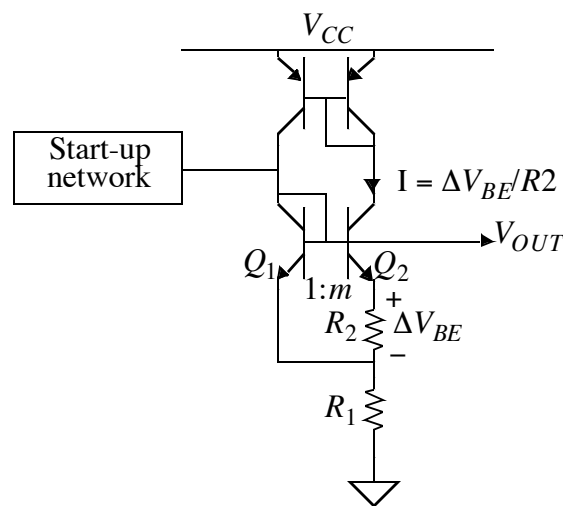 V_CC
Start-up
network
I = ΔV_BE/R2
V_OUT
Q_1
Q_2
1:m
+
R_2
ΔV_BE
−
R_1